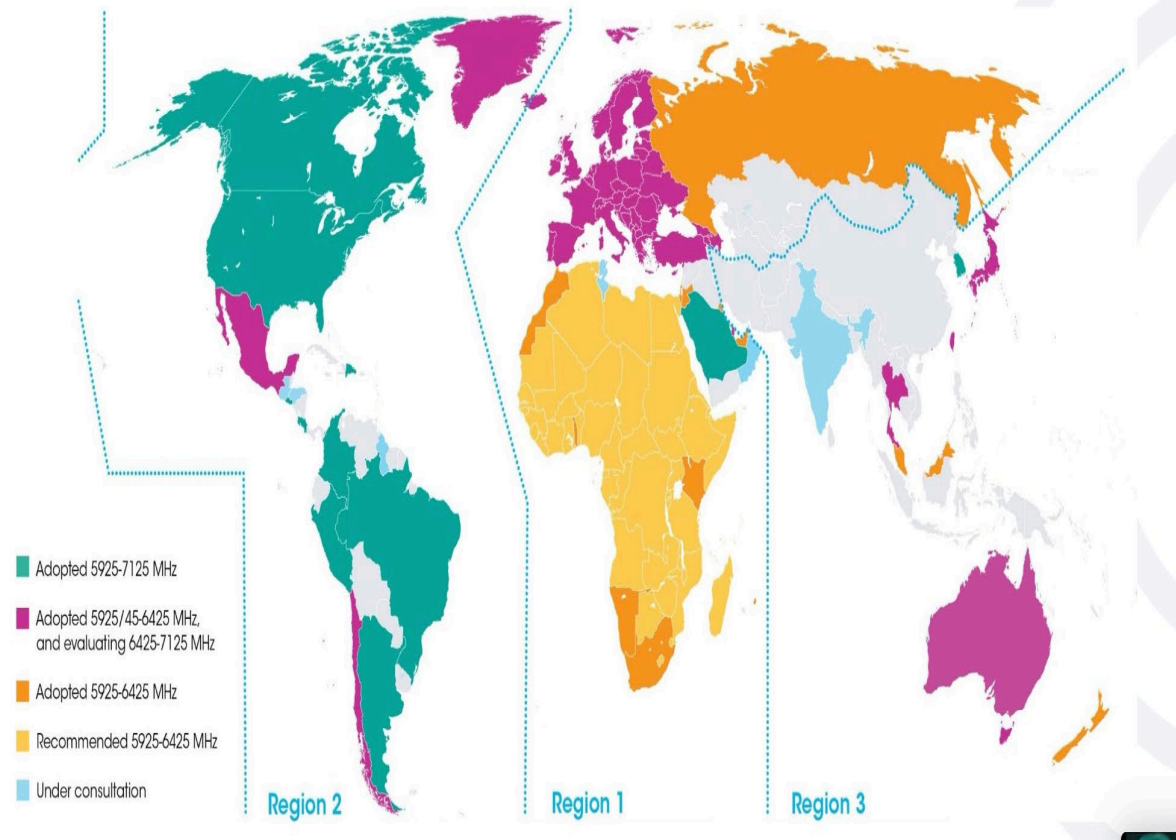 Adopted 5925-7125 MHz
Adopted 5925/45-6425 MHz,
and evaluating 6425-7125 MHz
Adopted 5925-6425 MHz
Recommended 5925-6425 MHz
Under consultation
Region 2
Region 1
Region 3